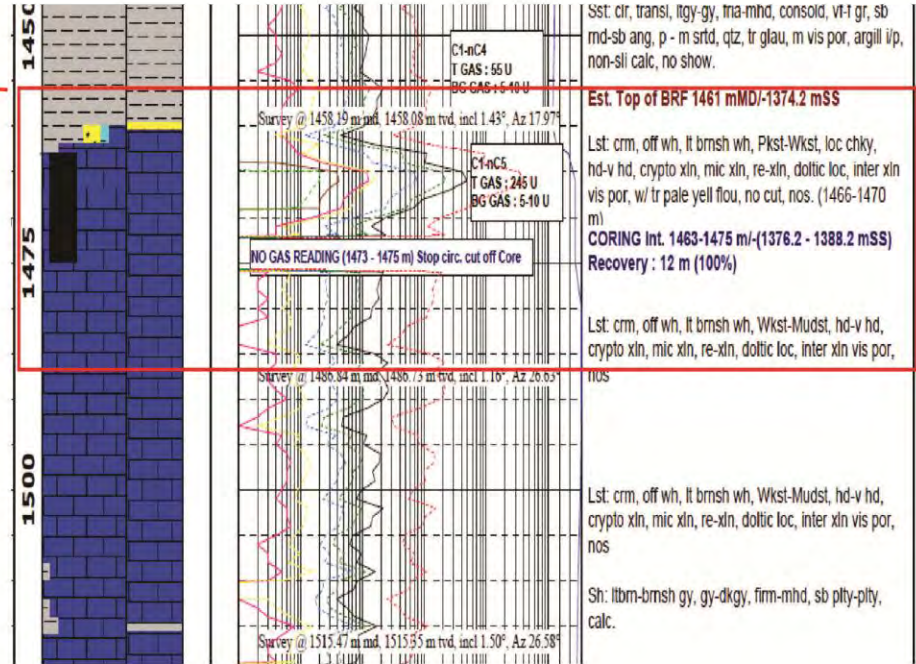 1450
1475
1500
C1-nC4
T GAS : 55 U
BG GAS : 5-10 U
Survey @ 1458.19 m md, 1458.08 m tvd, incl 1.43°, Az 17.97°
C1-nC5
T GAS : 245 U
BG GAS : 5-10 U
NO GAS READING (1473 - 1475 m) Stop circ. cut off Core
Survey @ 1486.84 m md, 1486.73 m tvd, incl 1.16°, Az 26.63°
Survey @ 1515.47 m md, 1515.35 m tvd, incl 1.50°, Az 26.58°
Sst: clr, transl, ltgy-gy, fria-mhd, consold, vf-f gr, sb
rnd-sb ang, p - m srtd, qtz, tr glau, m vis por, argill i/p,
non-sli calc, no show.
Est. Top of BRF 1461 mMD/-1374.2 mSS
Lst: crm, off wh, lt brnsh wh, Pkst-Wkst, loc chky,
hd-v hd, crypto xln, mic xln, re-xln, doltic loc, inter xln
vis por, w/ tr pale yell flou, no cut, nos. (1466-1470
m)
CORING Int. 1463-1475 m/-(1376.2 - 1388.2 mSS)
Recovery : 12 m (100%)
Lst: crm, off wh, lt brnsh wh, Wkst-Mudst, hd-v hd,
crypto xln, mic xln, re-xln, doltic loc, inter xln vis por,
nos
Lst: crm, off wh, lt brnsh wh, Wkst-Mudst, hd-v hd,
crypto xln, mic xln, re-xln, doltic loc, inter xln vis por,
nos
Sh: ltbrn-brnsh gy, gy-dkgy, firm-mhd, sb plty-plty,
calc.